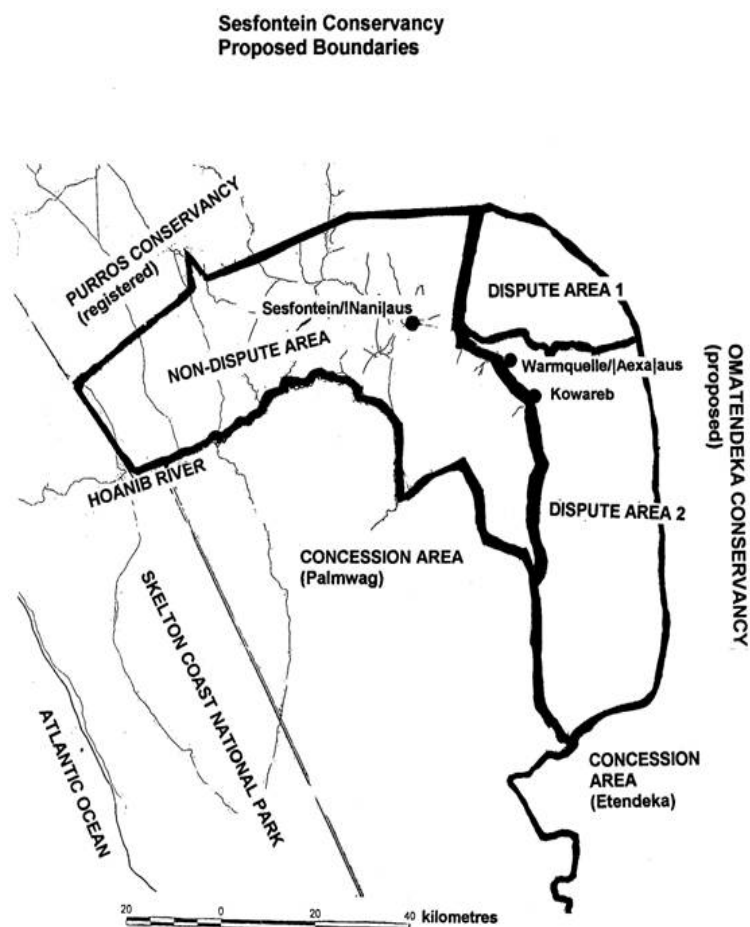 Sesfontein Conservancy
Proposed Boundaries
PURROS CONSERVANCY
(registered)
DISPUTE AREA 1
Sesfontein/!Nani|aus
NON-DISPUTE AREA
Warmquelle/|Aexa|aus
Kowareb
OMATENDEKA CONSERVANCY
(proposed)
HOANIB RIVER
DISPUTE AREA 2
CONCESSION AREA
(Palmwag)
SKELTON COAST NATIONAL PARK
ATLANTIC OCEAN
CONCESSION
AREA
(Etendeka)
20 0 20 40 kilometres